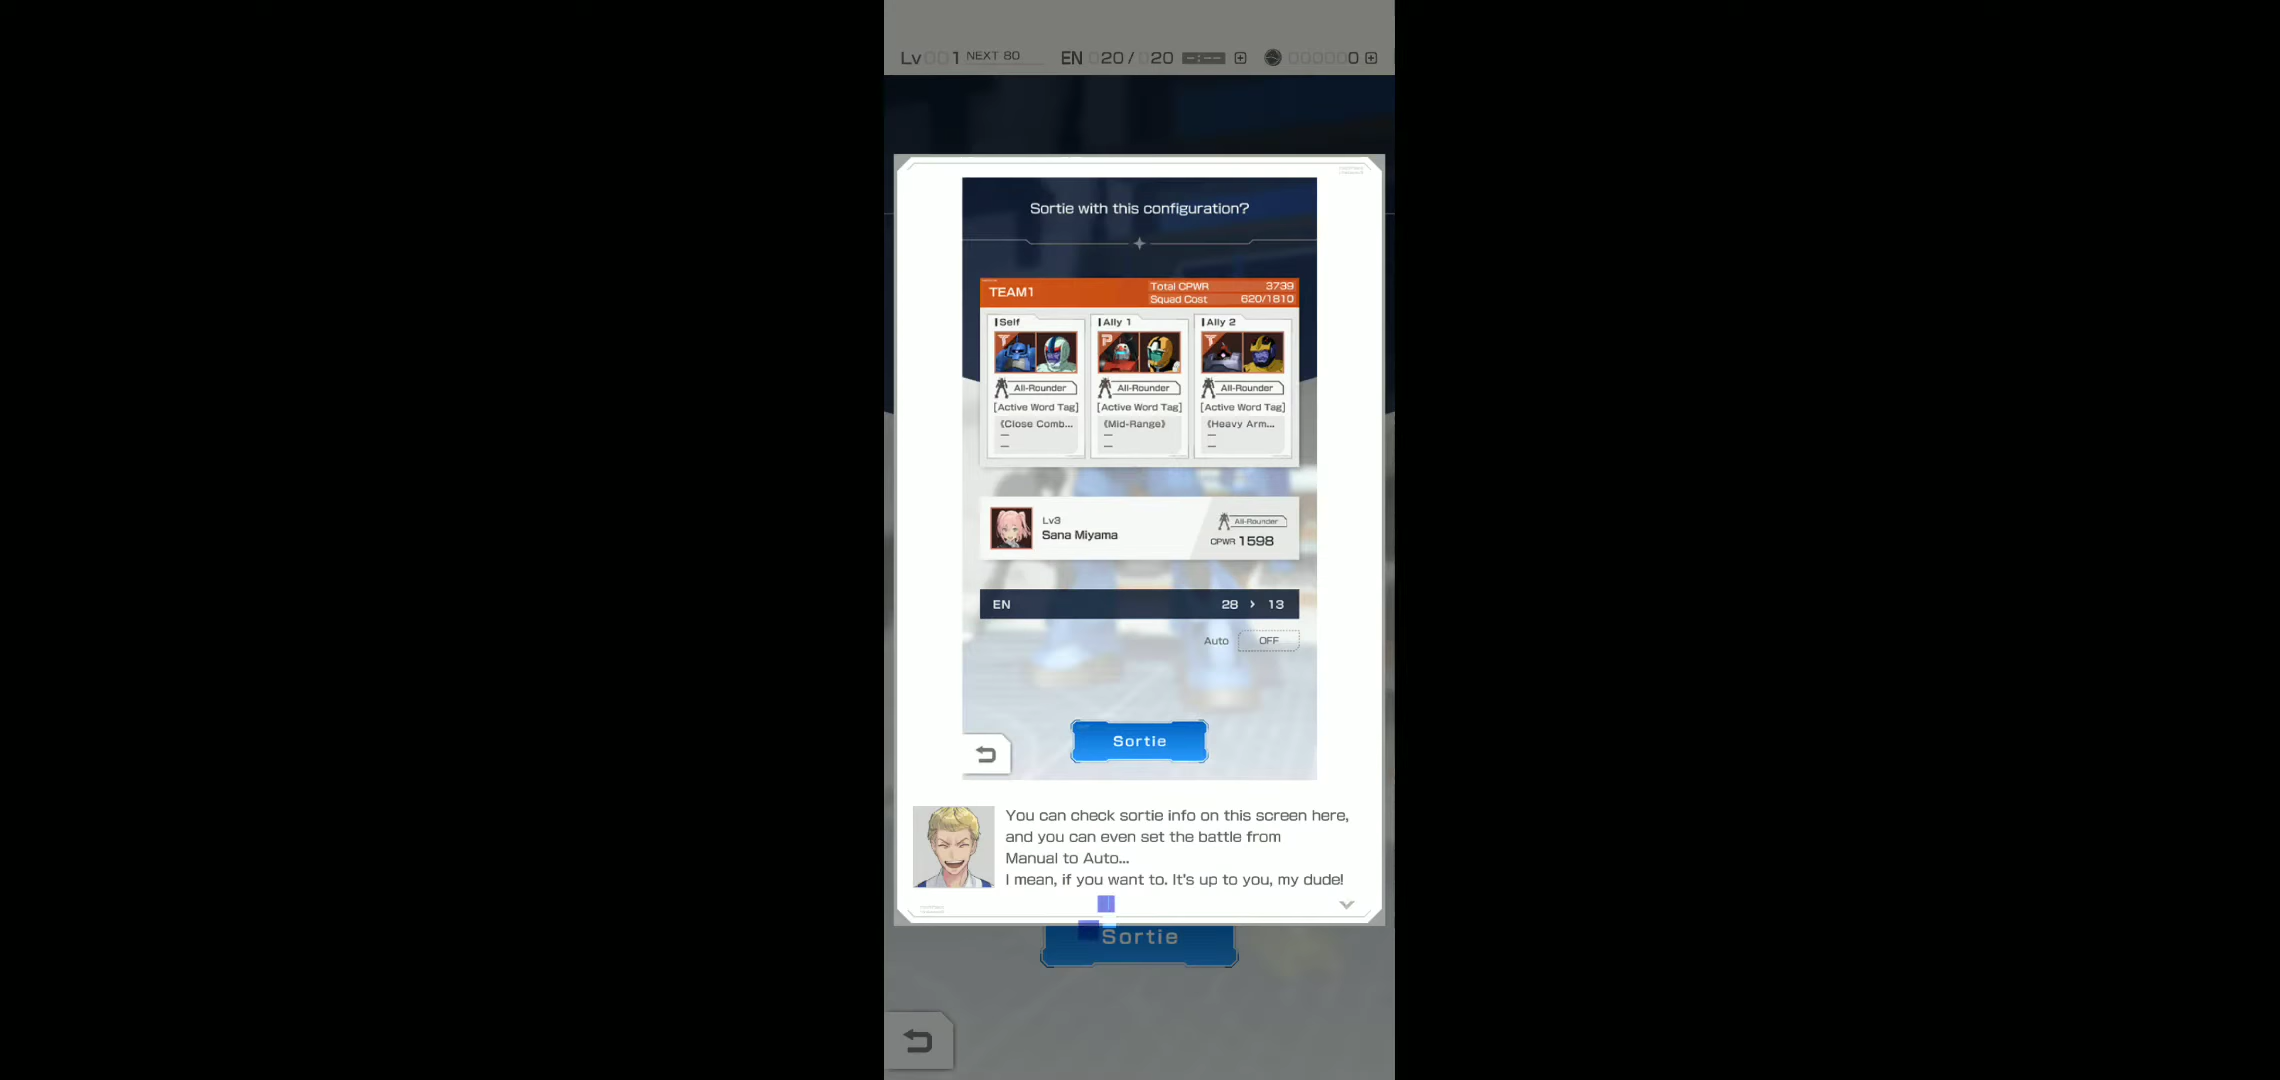 Lv 001 NEXT 80 EN 020 / 020 -:-- 0000000
Sortie with this configuration?
TEAM1
Total CPWR 3739
Squad Cost 620/1810
Self
Ally 1
Ally 2
T
P
T
All-Rounder
All-Rounder
All-Rounder
[Active Word Tag]
[Active Word Tag]
[Active Word Tag]
《Close Comb...
《Mid-Range》
《Heavy Arm...
Lv3
Sana Miyama
All-Rounder
CPWR 1598
EN 28 > 13
Auto OFF
Sortie
You can check sortie info on this screen here,
and you can even set the battle from
Manual to Auto...
I mean, if you want to. It's up to you, my dude!
Sortie